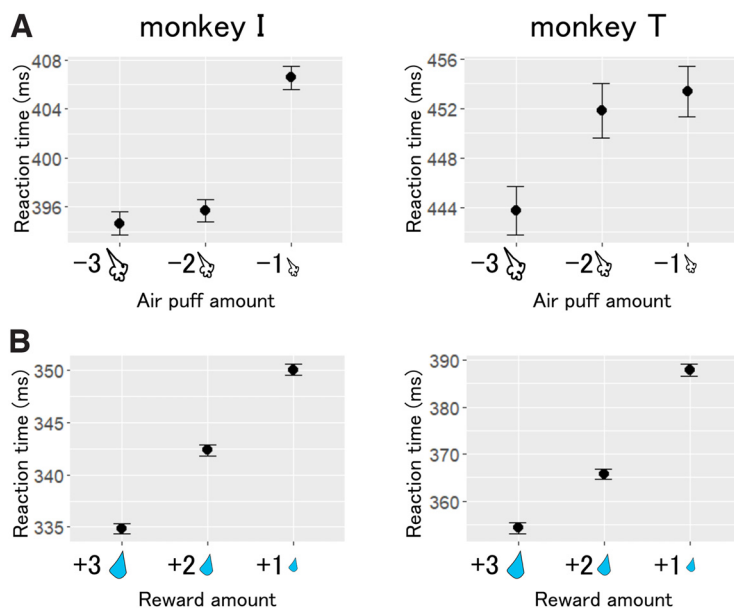 A
monkey I
monkey T
Reaction time (ms)
408
404
400
396
−3
−2
−1
Air puff amount
Reaction time (ms)
456
452
448
444
−3
−2
−1
Air puff amount
B
Reaction time (ms)
350
345
340
335
+3
+2
+1
Reward amount
Reaction time (ms)
390
380
370
360
+3
+2
+1
Reward amount